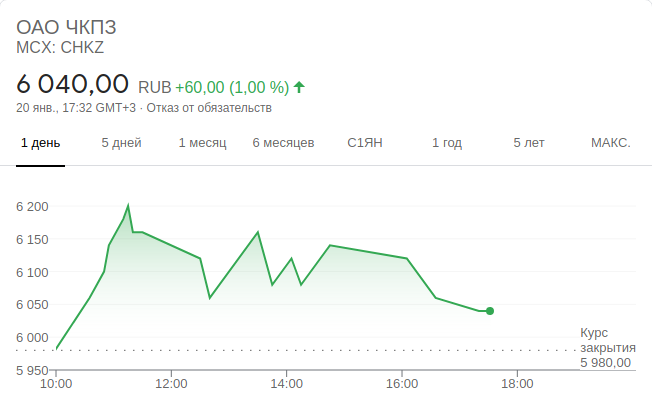 ОАО ЧКПЗ
MCX: CHKZ
6 040,00 RUB +60,00 (1,00 %)
20 янв., 17:32 GMT+3 · Отказ от обязательств
1 день 5 дней 1 месяц 6 месяцев С1ЯН 1 год 5 лет МАКС.
6 200
6 150
6 100
6 050
6 000
5 950
Курс
закрытия
5 980,00
10:00 12:00 14:00 16:00 18:00